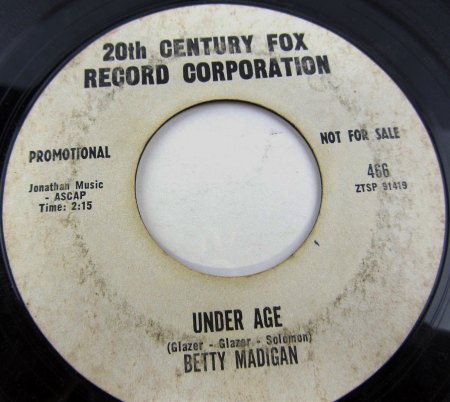 20th CENTURY FOX
RECORD CORPORATION
PROMOTIONAL
NOT FOR SALE
Jonathan Music
- ASCAP
Time: 2:15
466
ZTSP 91419
UNDER AGE
(Glazer - Glazer - Solomon)
BETTY MADIGAN